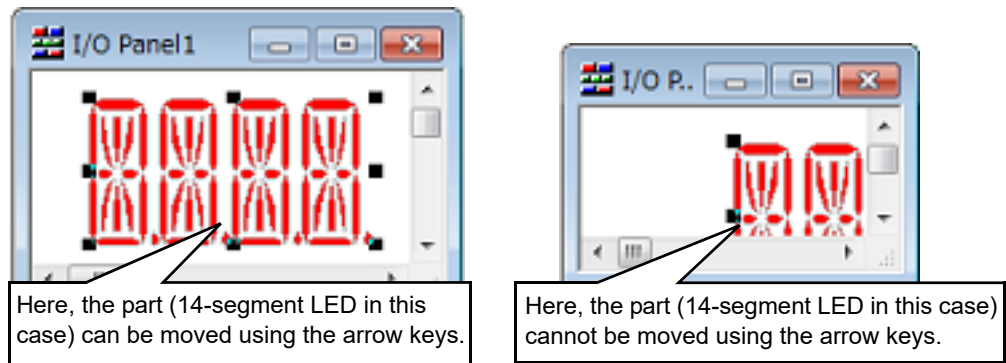 I/O Panel1
Here, the part (14-segment LED in this
case) can be moved using the arrow keys.
I/O P..
Here, the part (14-segment LED in this case)
cannot be moved using the arrow keys.